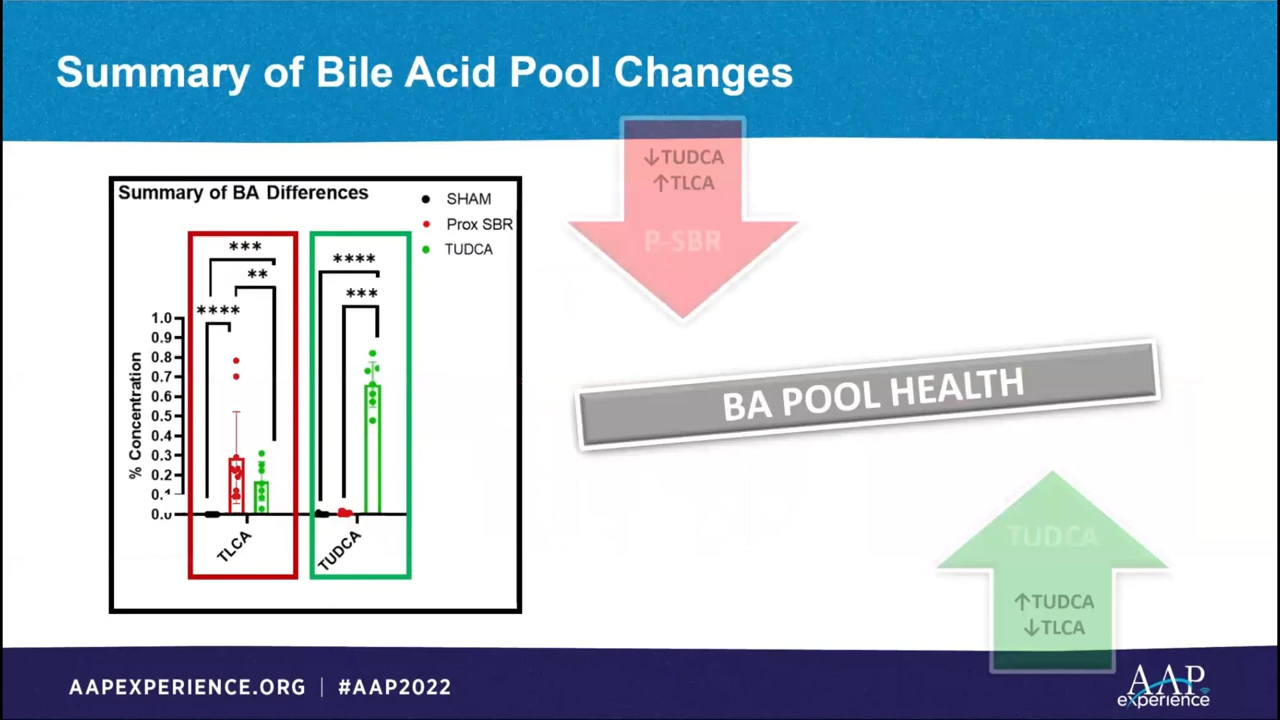 Summary of Bile Acid Pool Changes
Summary of BA Differences
SHAM
Prox SBR
TUDCA
***
**
****
****
***
1.0
0.9
0.8
0.7
0.6
0.5
0.4
0.3
0.2
0.1
0.0
% Concentration
TLCA
TUDCA
↓TUDCA
↑TLCA
P-SBR
BA POOL HEALTH
TUDCA
↑TUDCA
↓TLCA
AAPEXPERIENCE.ORG | #AAP2022
AAP
experience